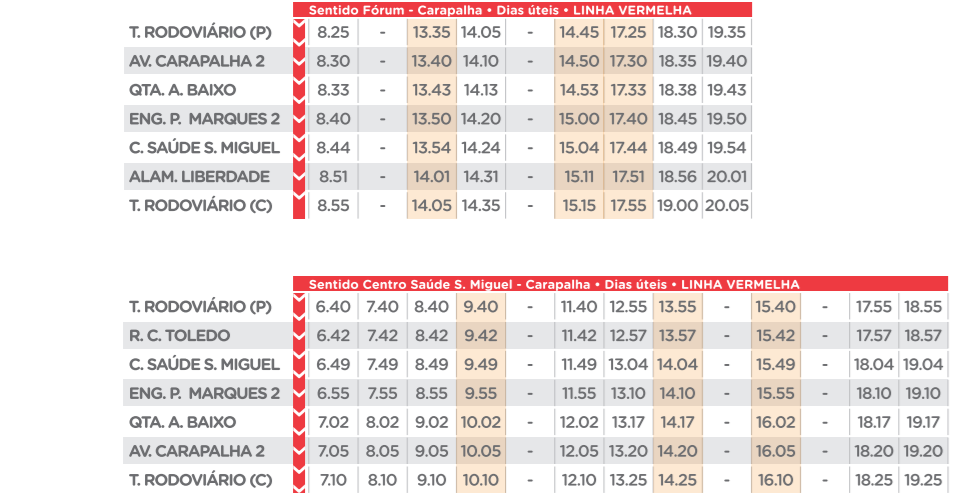 Sentido Fórum - Carapalha • Dias úteis • LINHA VERMELHA
T. RODOVIÁRIO (P) 8.25 - 13.35 14.05 - 14.45 17.25 18.30 19.35
AV. CARAPALHA 2 8.30 - 13.40 14.10 - 14.50 17.30 18.35 19.40
QTA. A. BAIXO 8.33 - 13.43 14.13 - 14.53 17.33 18.38 19.43
ENG. P. MARQUES 2 8.40 - 13.50 14.20 - 15.00 17.40 18.45 19.50
C. SAÚDE S. MIGUEL 8.44 - 13.54 14.24 - 15.04 17.44 18.49 19.54
ALAM. LIBERDADE 8.51 - 14.01 14.31 - 15.11 17.51 18.56 20.01
T. RODOVIÁRIO (C) 8.55 - 14.05 14.35 - 15.15 17.55 19.00 20.05
Sentido Centro Saúde S. Miguel - Carapalha • Dias úteis • LINHA VERMELHA
T. RODOVIÁRIO (P) 6.40 7.40 8.40 9.40 - 11.40 12.55 13.55 - 15.40 - 17.55 18.55
R. C. TOLEDO 6.42 7.42 8.42 9.42 - 11.42 12.57 13.57 - 15.42 - 17.57 18.57
C. SAÚDE S. MIGUEL 6.49 7.49 8.49 9.49 - 11.49 13.04 14.04 - 15.49 - 18.04 19.04
ENG. P. MARQUES 2 6.55 7.55 8.55 9.55 - 11.55 13.10 14.10 - 15.55 - 18.10 19.10
QTA. A. BAIXO 7.02 8.02 9.02 10.02 - 12.02 13.17 14.17 - 16.02 - 18.17 19.17
AV. CARAPALHA 2 7.05 8.05 9.05 10.05 - 12.05 13.20 14.20 - 16.05 - 18.20 19.20
T. RODOVIÁRIO (C) 7.10 8.10 9.10 10.10 - 12.10 13.25 14.25 - 16.10 - 18.25 19.25